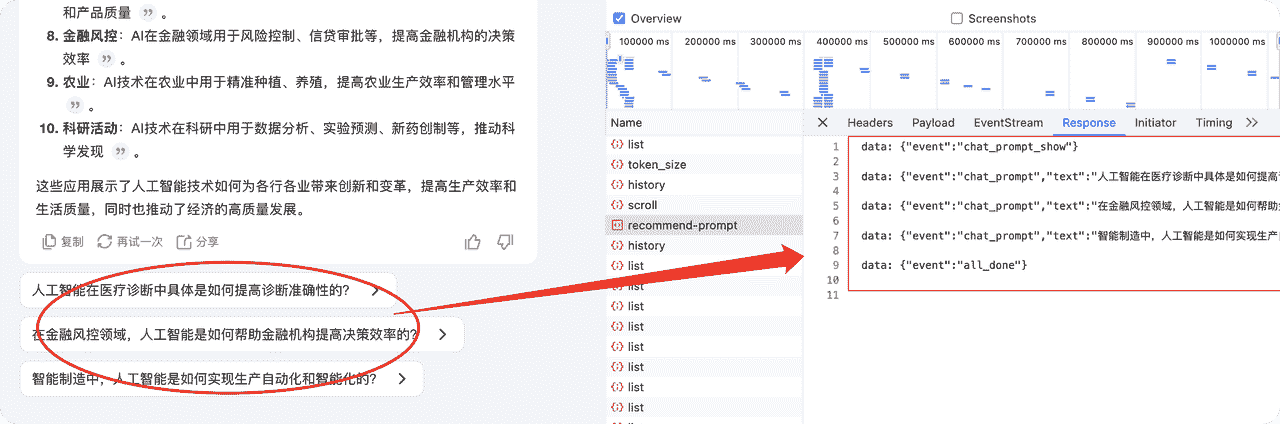 和产品质量 ”。
8. 金融风控：AI在金融领域用于风险控制、信贷审批等，提高金融机构的决策
效率 ”。
9. 农业：AI技术在农业中用于精准种植、养殖，提高农业生产效率和管理水平
”。
10. 科研活动：AI技术在科研中用于数据分析、实验预测、新药创制等，推动科
学发现 ”。
这些应用展示了人工智能技术如何为各行各业带来创新和变革，提高生产效率和
生活质量，同时也推动了经济的高质量发展。
复制 再试一次 分享
人工智能在医疗诊断中具体是如何提高诊断准确性的？
在金融风控领域，人工智能是如何帮助金融机构提高决策效率的？
智能制造中，人工智能是如何实现生产自动化和智能化的？
Overview Screenshots
100000 ms 200000 ms 300000 ms 400000 ms 500000 ms 600000 ms 700000 ms 800000 ms 900000 ms 1000000 ms
Name
list
token_size
history
scroll
recommend-prompt
history
list
list
list
list
list
list
list
list
Headers Payload EventStream Response Initiator Timing
1 data: {"event":"chat_prompt_show"}
2
3 data: {"event":"chat_prompt","text":"人工智能在医疗诊断中具体是如何提高
4
5 data: {"event":"chat_prompt","text":"在金融风控领域，人工智能是如何帮助
6
7 data: {"event":"chat_prompt","text":"智能制造中，人工智能是如何实现生产
8
9 data: {"event":"all_done"}
10
11